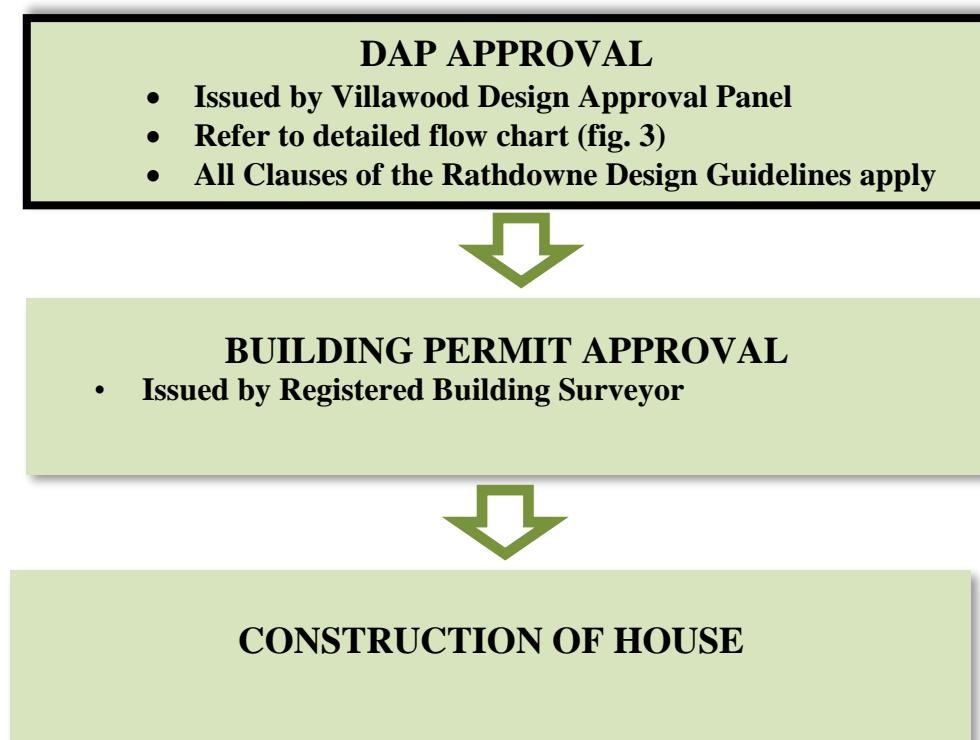 DAP APPROVAL
• Issued by Villawood Design Approval Panel
• Refer to detailed flow chart (fig. 3)
• All Clauses of the Rathdowne Design Guidelines apply
BUILDING PERMIT APPROVAL
• Issued by Registered Building Surveyor
CONSTRUCTION OF HOUSE